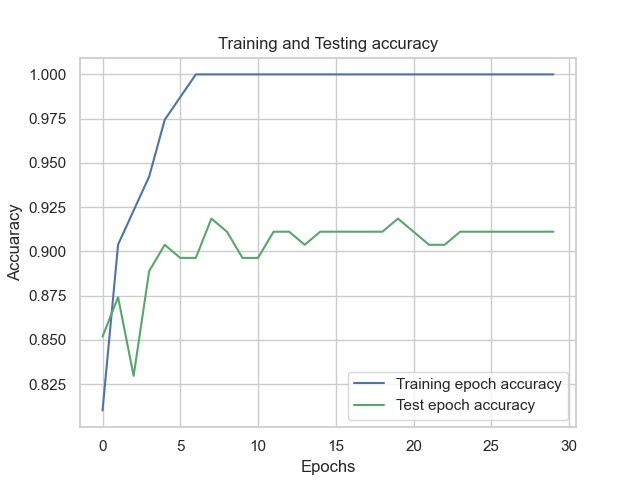 Training and Testing accuracy
1.000
0.975
0.950
0.925
0.900
0.875
0.850
0.825
Accuaracy
Training epoch accuracy
Test epoch accuracy
0 5 10 15 20 25 30
Epochs